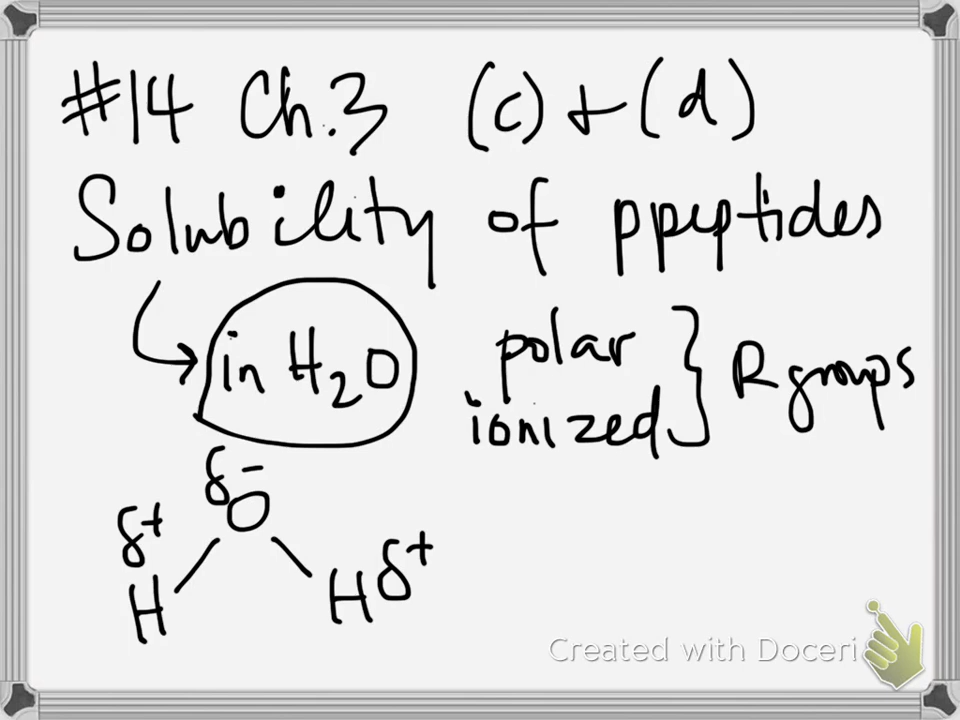 #14 Ch.3 (c) + (d)
Solubility of ppeptides
in H2O
polar
ionized
R groups
δ-
O
δ+
H
H δ+
Created with Doceri